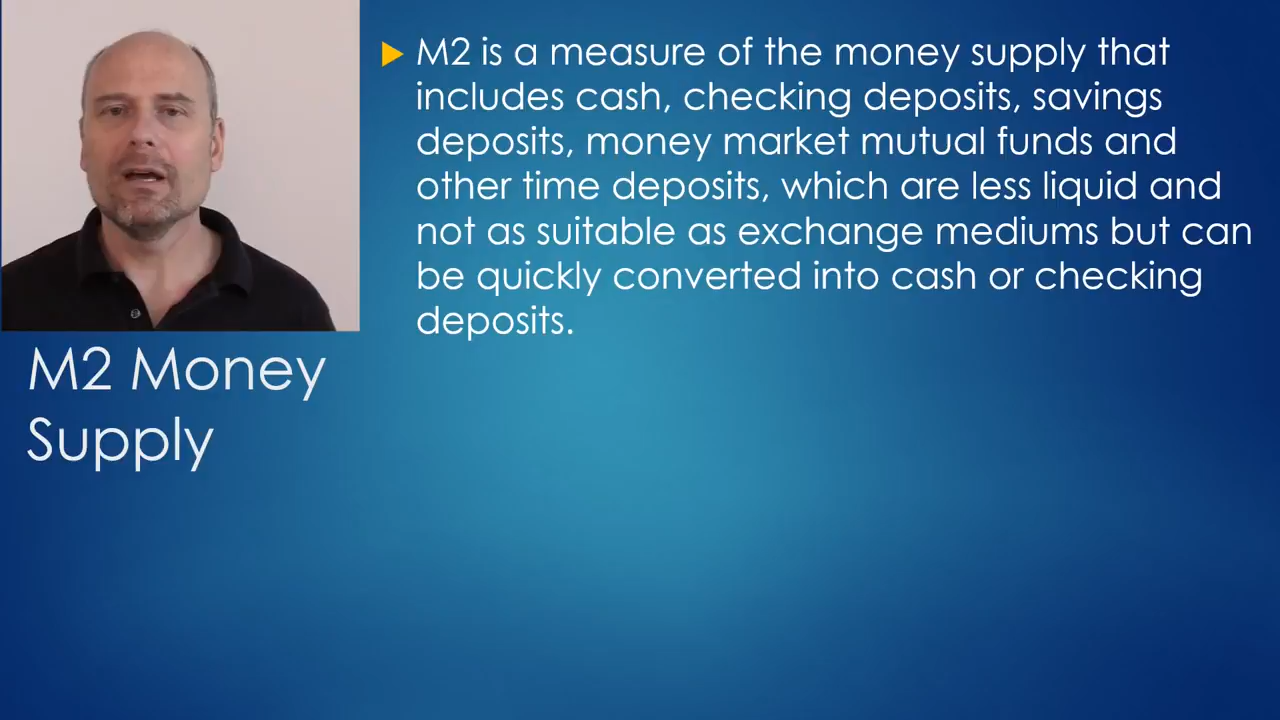 M2 is a measure of the money supply that
includes cash, checking deposits, savings
deposits, money market mutual funds and
other time deposits, which are less liquid and
not as suitable as exchange mediums but can
be quickly converted into cash or checking
deposits.
M2 Money
Supply